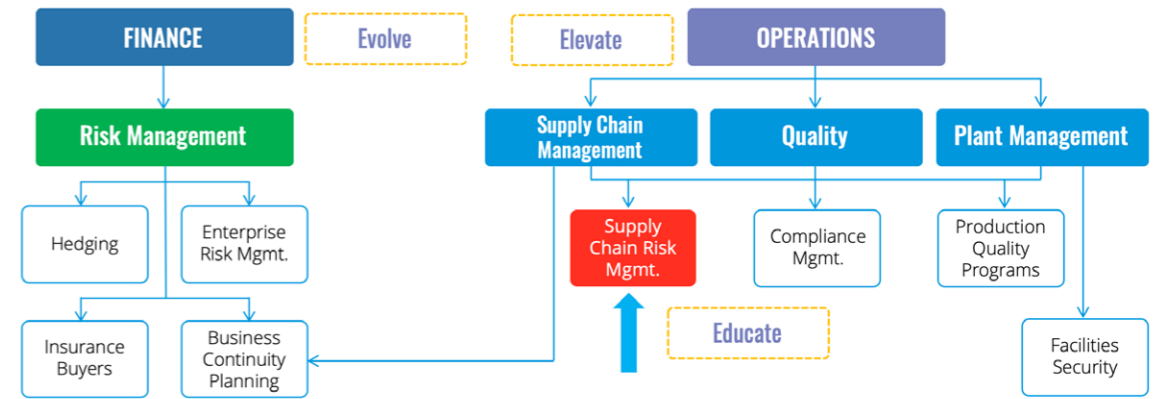 FINANCE
Evolve
Elevate
OPERATIONS
Risk Management
Supply Chain
Management
Quality
Plant Management
Hedging
Enterprise
Risk Mgmt.
Supply
Chain Risk
Mgmt.
Compliance
Mgmt.
Production
Quality
Programs
Insurance
Buyers
Business
Continuity
Planning
Educate
Facilities
Security